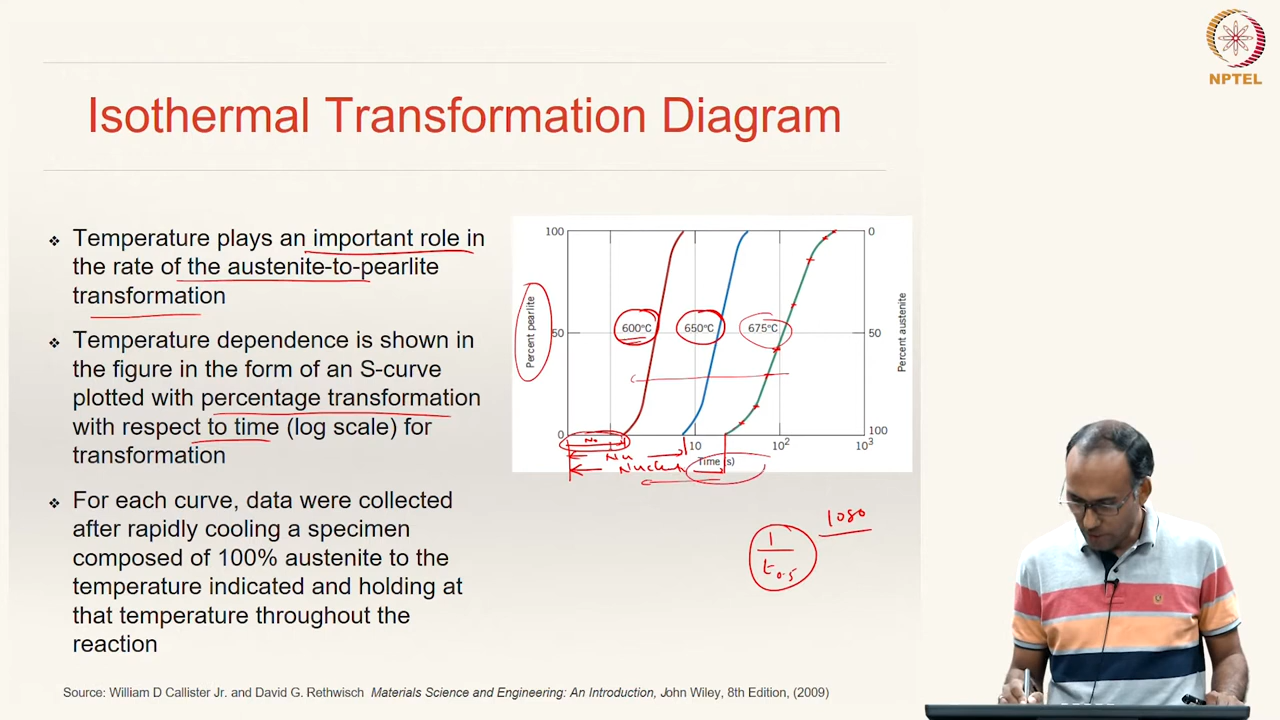 NPTEL
Isothermal Transformation Diagram
❖ Temperature plays an important role in
the rate of the austenite-to-pearlite
transformation
❖ Temperature dependence is shown in
the figure in the form of an S-curve
plotted with percentage transformation
with respect to time (log scale) for
transformation
❖ For each curve, data were collected
after rapidly cooling a specimen
composed of 100% austenite to the
temperature indicated and holding at
that temperature throughout the
reaction
100
50
0
Percent pearlite
600°C
650°C
675°C
0
50
100
Percent austenite
10
10²
10³
Time (s)
No
Nu
1
t0.5
1080
Source: William D Callister Jr. and David G. Rethwisch Materials Science and Engineering: An Introduction, John Wiley, 8th Edition, (2009)